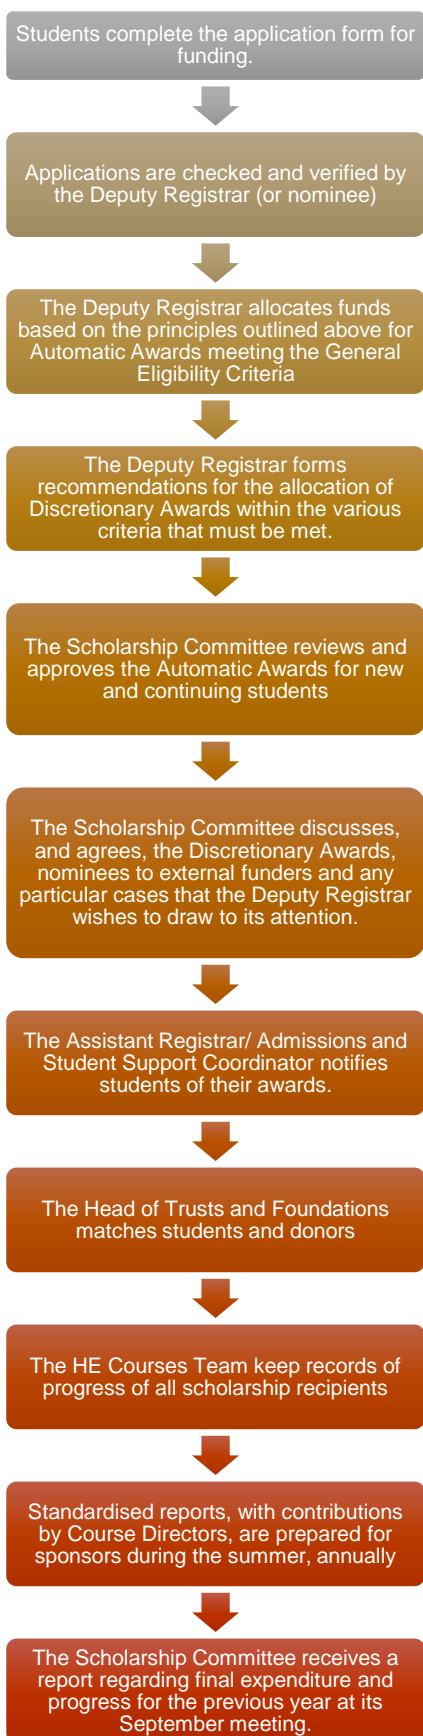 Students complete the application form for
funding.
Applications are checked and verified by
the Deputy Registrar (or nominee)
The Deputy Registrar allocates funds
based on the principles outlined above for
Automatic Awards meeting the General
Eligibility Criteria
The Deputy Registrar forms
recommendations for the allocation of
Discretionary Awards within the various
criteria that must be met.
The Scholarship Committee reviews and
approves the Automatic Awards for new
and continuing students
The Scholarship Committee discusses,
and agrees, the Discretionary Awards,
nominees to external funders and any
particular cases that the Deputy Registrar
wishes to draw to its attention.
The Assistant Registrar/ Admissions and
Student Support Coordinator notifies
students of their awards.
The Head of Trusts and Foundations
matches students and donors
The HE Courses Team keep records of
progress of all scholarship recipients
Standardised reports, with contributions
by Course Directors, are prepared for
sponsors during the summer, annually
The Scholarship Committee receives a
report regarding final expenditure and
progress for the previous year at its
September meeting.